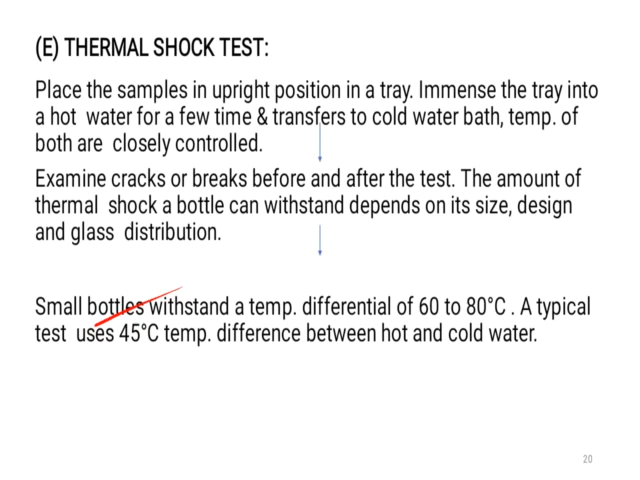 (E) THERMAL SHOCK TEST:
Place the samples in upright position in a tray. Immense the tray into
a hot water for a few time & transfers to cold water bath, temp. of
both are closely controlled.
Examine cracks or breaks before and after the test. The amount of
thermal shock a bottle can withstand depends on its size, design
and glass distribution.
Small bottles withstand a temp. differential of 60 to 80°C . A typical
test uses 45°C temp. difference between hot and cold water.
20